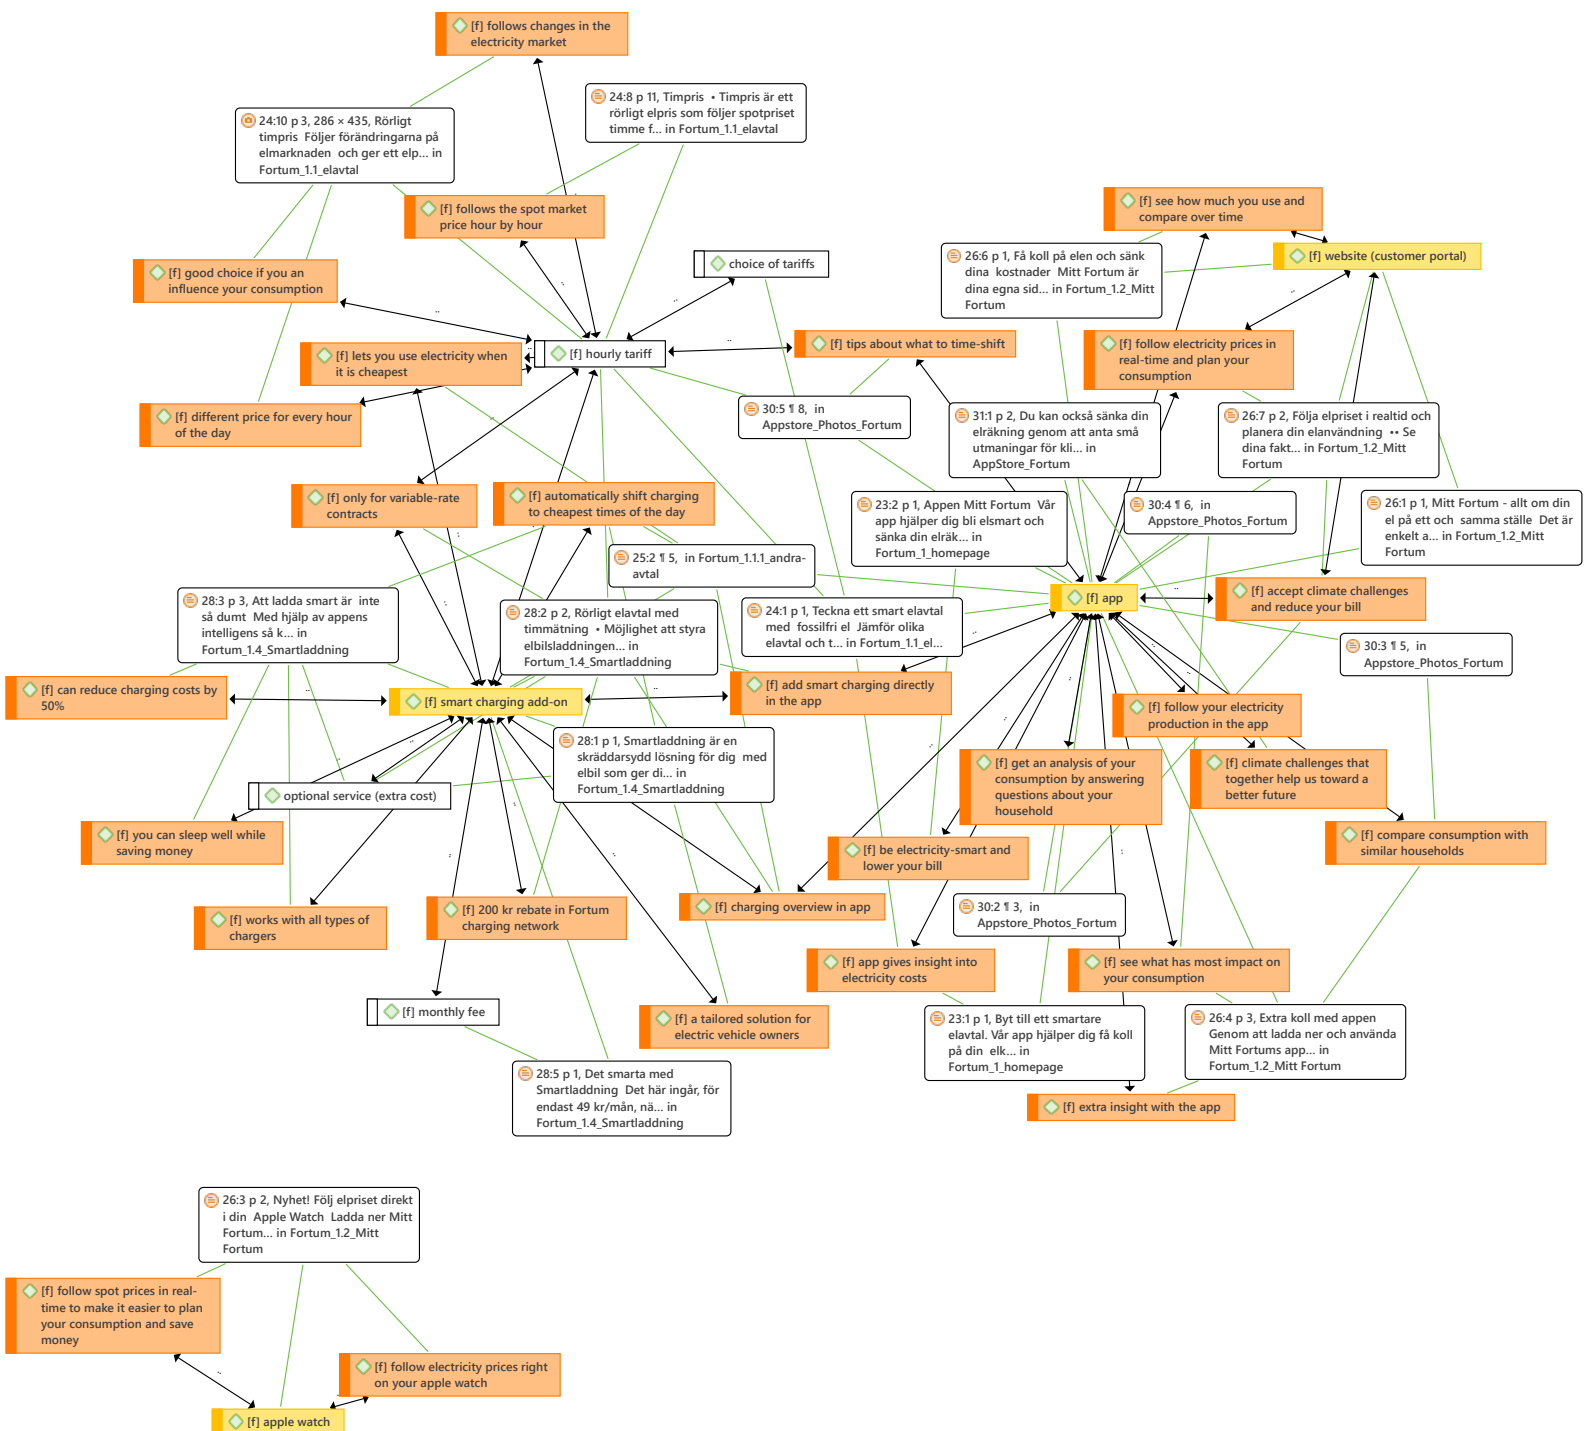 [f] follows changes in the
electricity market
24:8 p 11, Timpris • Timpris är ett
rörligt elpris som följer spotpriset
timme f... in Fortum_1.1_elavtal
24:10 p 3, 286 × 435, Rörligt
timpris Följer förändringarna på
elmarknaden och ger ett elp... in
Fortum_1.1_elavtal
[f] follows the spot market
price hour by hour
[f] see how much you use and
compare over time
choice of tariffs
26:6 p 1, Få koll på elen och sänk
dina kostnader Mitt Fortum är
dina egna sid... in Fortum_1.2_Mitt
Fortum
[f] website (customer portal)
[f] good choice if you an
influence your consumption
[f] lets you use electricity when
it is cheapest
[f] hourly tariff
[f] tips about what to time-shift
[f] follow electricity prices in
real-time and plan your
consumption
[f] different price for every hour
of the day
30:5 ¶ 8, in
Appstore_Photos_Fortum
31:1 p 2, Du kan också sänka din
elräkning genom att anta små
utmaningar för kli... in
AppStore_Fortum
26:7 p 2, Följa elpriset i realtid och
planera din elanvändning •• Se
dina fakt... in Fortum_1.2_Mitt
Fortum
[f] only for variable-rate
contracts
[f] automatically shift charging
to cheapest times of the day
23:2 p 1, Appen Mitt Fortum Vår
app hjälper dig bli elsmart och
sänka din elräk... in
Fortum_1_homepage
30:4 ¶ 6, in
Appstore_Photos_Fortum
26:1 p 1, Mitt Fortum - allt om din
el på ett och samma ställe Det är
enkelt a... in Fortum_1.2_Mitt
Fortum
25:2 ¶ 5, in Fortum_1.1.1_andra-
avtal
28:3 p 3, Att ladda smart är inte
så dumt Med hjälp av appens
intelligens så k... in
Fortum_1.4_Smartladdning
28:2 p 2, Rörligt elavtal med
timmätning • Möjlighet att styra
elbilsladdningen... in
Fortum_1.4_Smartladdning
24:1 p 1, Teckna ett smart elavtal
med fossilfri el Jämför olika
elavtal och t... in Fortum_1.1_el...
[f] app
[f] accept climate challenges
and reduce your bill
30:3 ¶ 5, in
Appstore_Photos_Fortum
[f] can reduce charging costs by
50%
[f] smart charging add-on
[f] add smart charging directly
in the app
[f] follow your electricity
production in the app
28:1 p 1, Smartladdning är en
skräddarsydd lösning för dig med
elbil som ger di... in
Fortum_1.4_Smartladdning
[f] get an analysis of your
consumption by answering
questions about your
household
[f] climate challenges that
together help us toward a
better future
optional service (extra cost)
[f] you can sleep well while
saving money
[f] be electricity-smart and
lower your bill
[f] compare consumption with
similar households
[f] works with all types of
chargers
[f] 200 kr rebate in Fortum
charging network
[f] charging overview in app
30:2 ¶ 3, in
Appstore_Photos_Fortum
[f] app gives insight into
electricity costs
[f] see what has most impact on
your consumption
[f] monthly fee
[f] a tailored solution for
electric vehicle owners
23:1 p 1, Byt till ett smartare
elavtal. Vår app hjälper dig få koll
på din elk... in
Fortum_1_homepage
26:4 p 3, Extra koll med appen
Genom att ladda ner och använda
Mitt Fortums app... in
Fortum_1.2_Mitt Fortum
28:5 p 1, Det smarta med
Smartladdning Det här ingår, för
endast 49 kr/mån, nä... in
Fortum_1.4_Smartladdning
[f] extra insight with the app
26:3 p 2, Nyhet! Följ elpriset direkt
i din Apple Watch Ladda ner Mitt
Fortum... in Fortum_1.2_Mitt
Fortum
[f] follow spot prices in real-
time to make it easier to plan
your consumption and save
money
[f] follow electricity prices right
on your apple watch
[f] apple watch